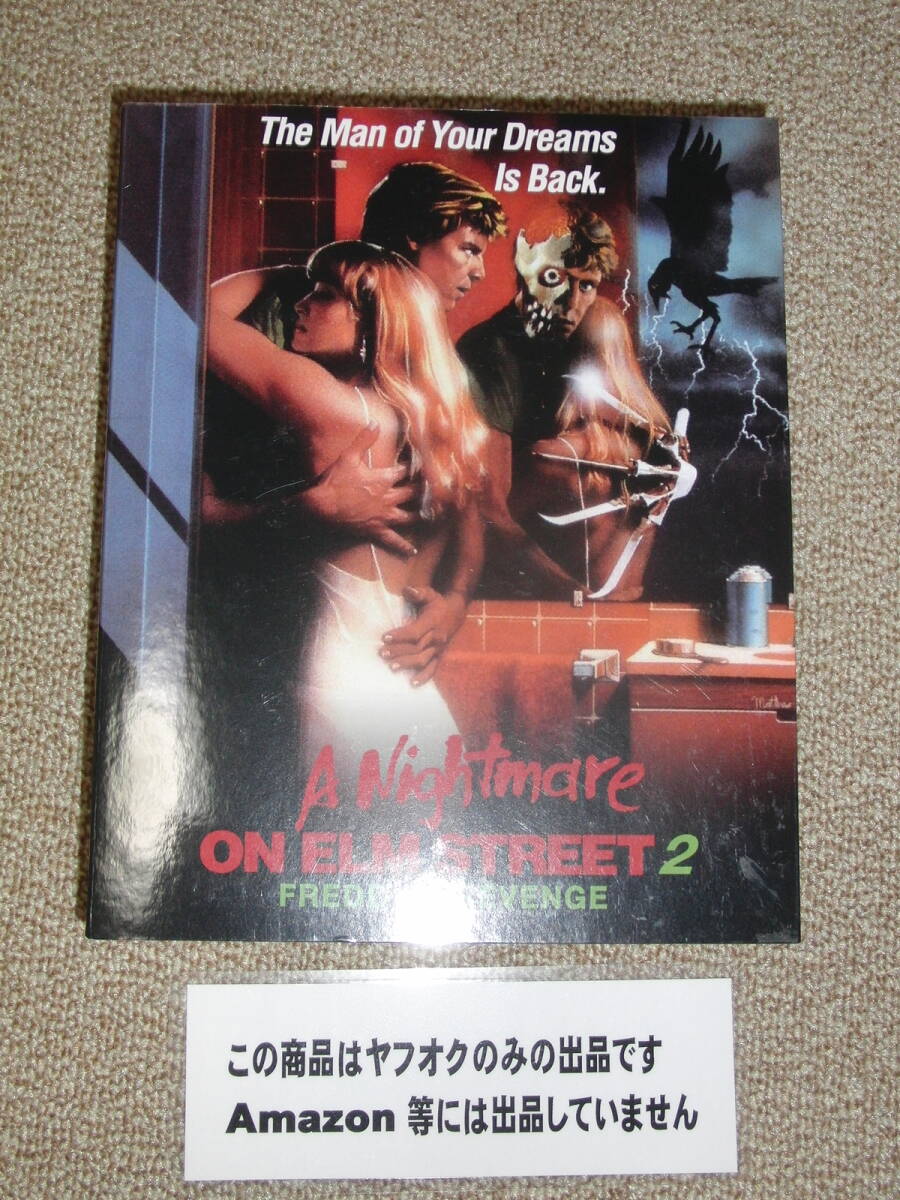 The Man of Your Dreams
Is Back.
A Nightmare
ON ELM STREET 2
FREDDY'S REVENGE
この商品はヤフオクのみの出品です
Amazon 等には出品していません